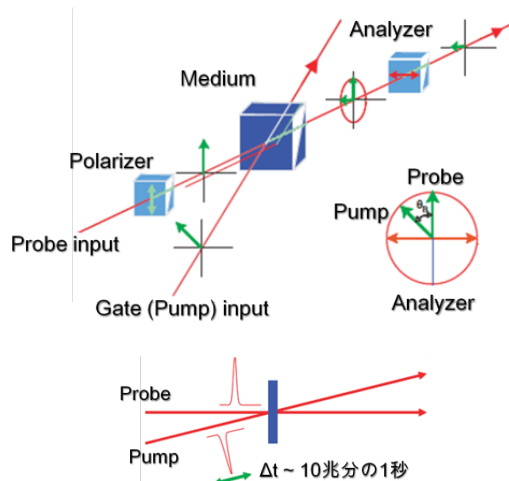 Analyzer
Medium
Polarizer
Probe
Pump
θB
Probe input
Analyzer
Gate (Pump) input
Probe
Pump
Δt ~ 10兆分の1秒